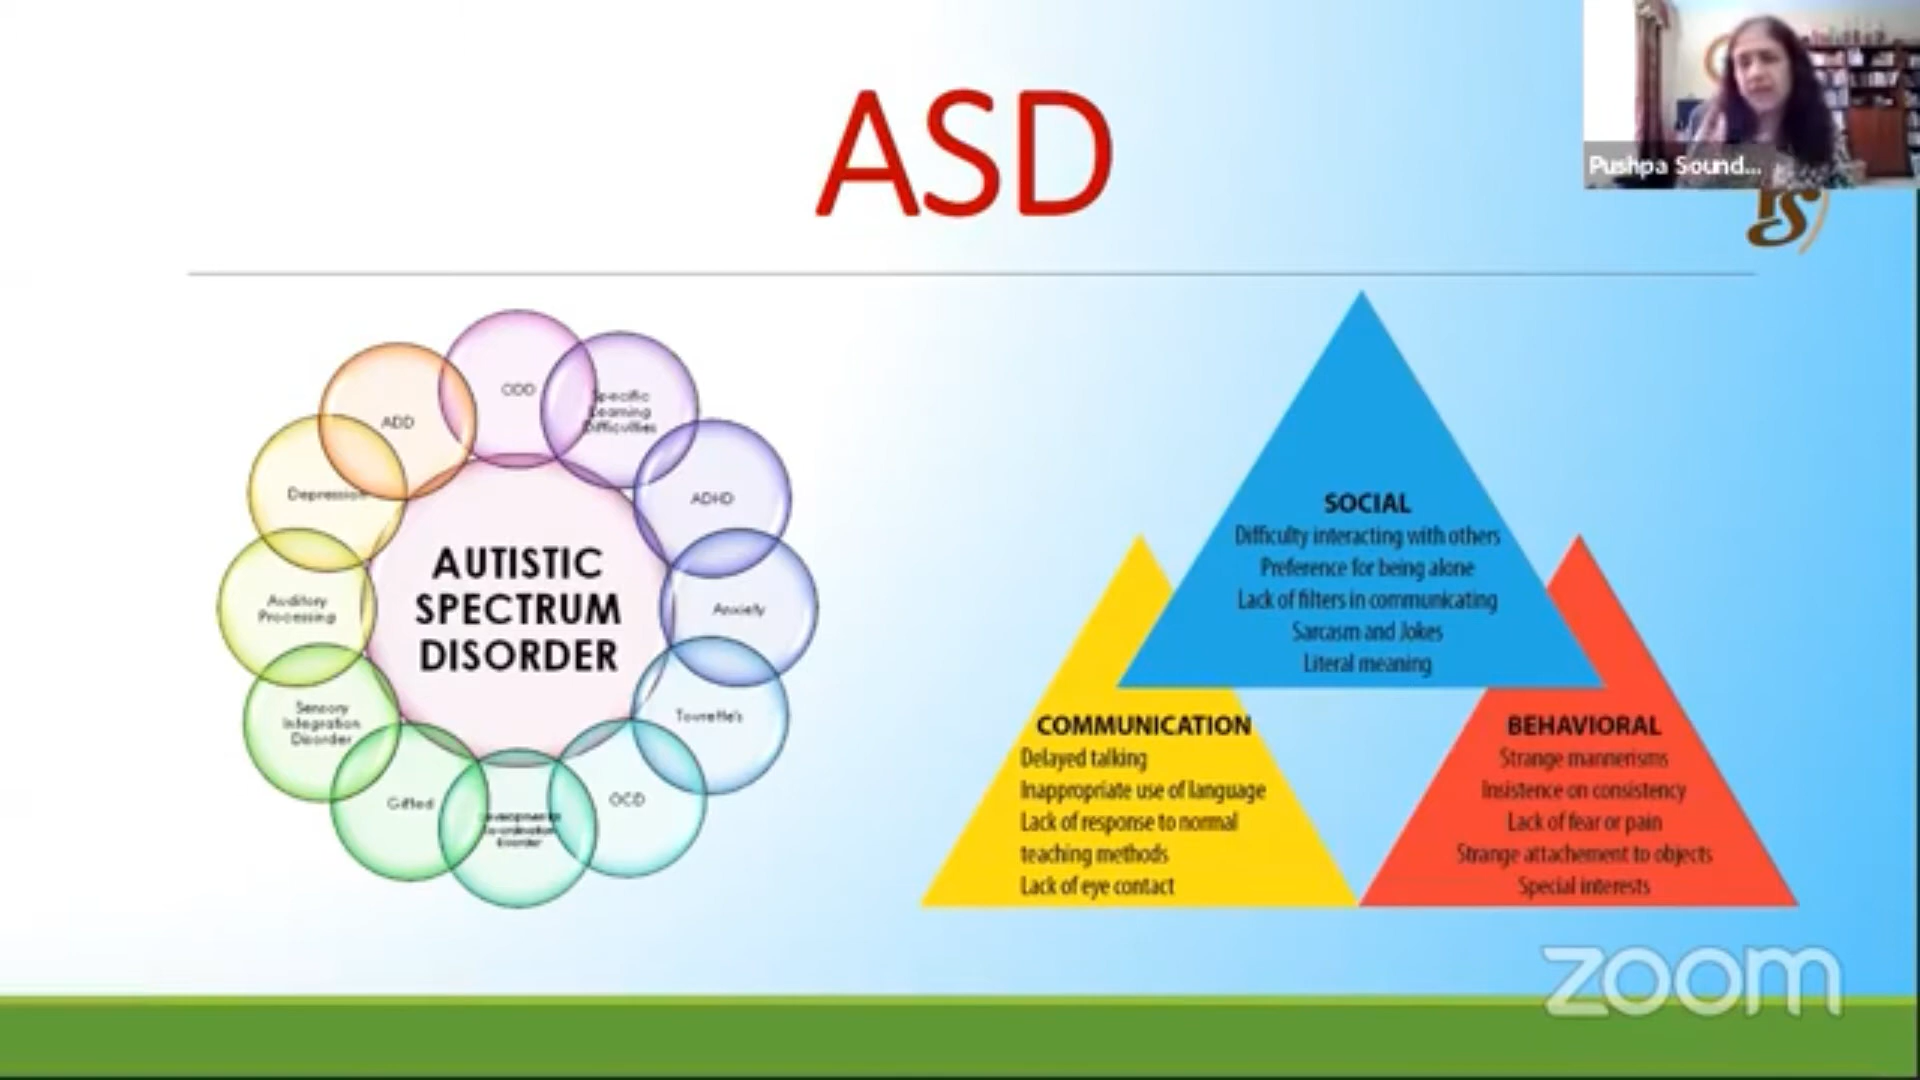 ASD
Pushpa Sound...
ODD
Specific
Learning
Difficulties
ADD
ADHD
Depression
Anxiety
Auditory
Processing
Sensory
Integration
Disorder
Tourette's
Gifted
OCD
Disorder
AUTISTIC
SPECTRUM
DISORDER
SOCIAL
Difficulty interacting with others
Preference for being alone
Lack of filters in communicating
Sarcasm and Jokes
Literal meaning
COMMUNICATION
Delayed talking
Inappropriate use of language
Lack of response to normal
teaching methods
Lack of eye contact
BEHAVIORAL
Strange mannerisms
Insistence on consistency
Lack of fear or pain
Strange attachement to objects
Special interests
zoom